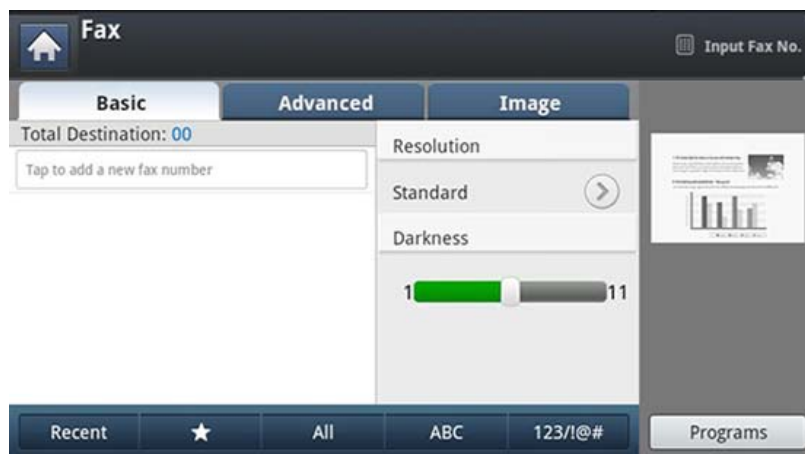 Fax
Input Fax No.
Basic
Advanced
Image
Total Destination: 00
Tap to add a new fax number
Resolution
Standard
Darkness
1
11
Recent
All
ABC
123/!@#
Programs